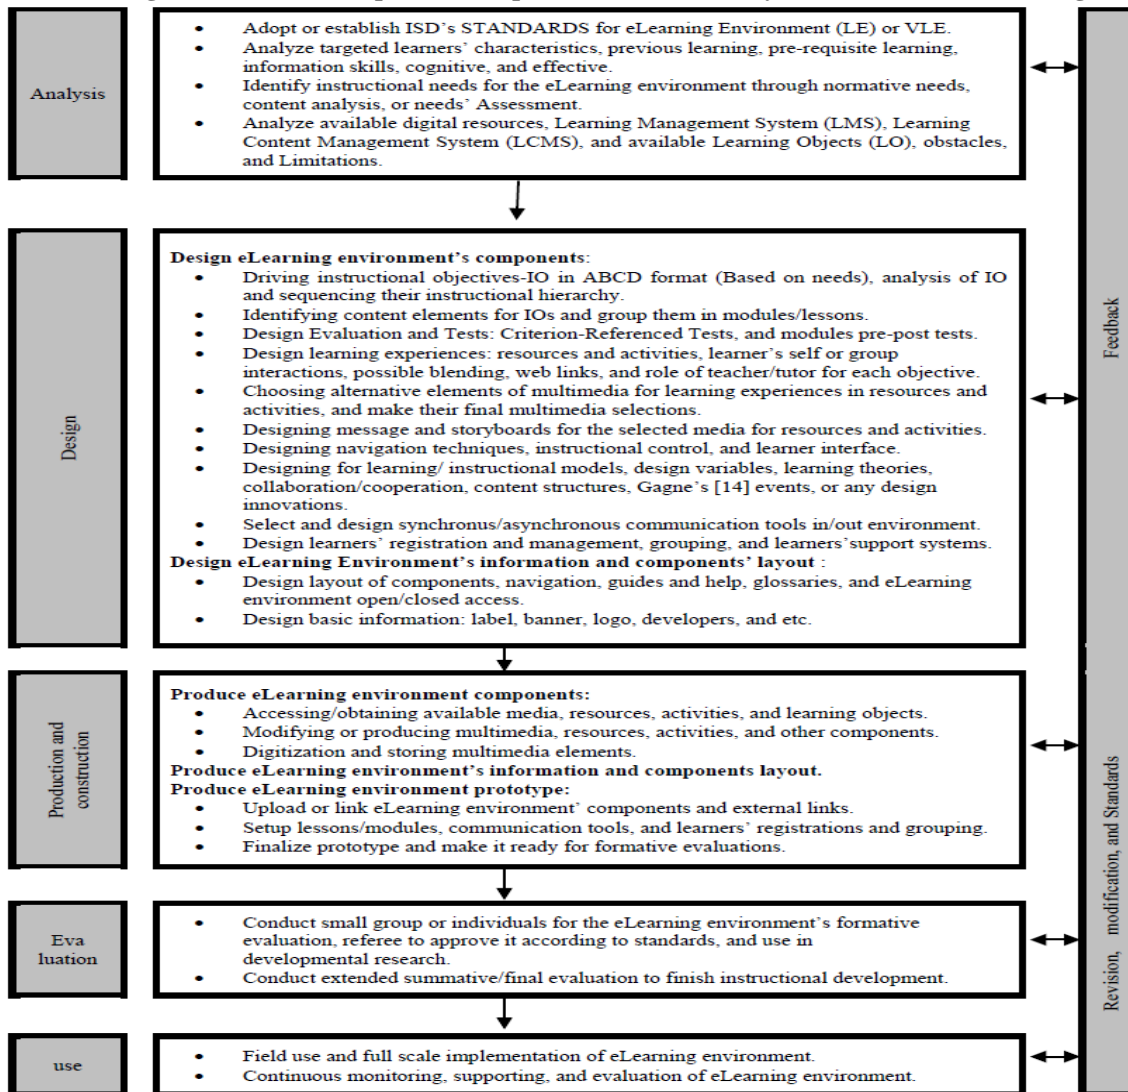 Analysis
• Adopt or establish ISD's STANDARDS for eLearning Environment (LE) or VLE.
• Analyze targeted learners' characteristics, previous learning, pre-requisite learning,
information skills, cognitive, and effective.
• Identify instructional needs for the eLearning environment through normative needs,
content analysis, or needs' Assessment.
• Analyze available digital resources, Learning Management System (LMS), Learning
Content Management System (LCMS), and available Learning Objects (LO), obstacles,
and Limitations.
Design
Design eLearning environment's components:
• Driving instructional objectives-IO in ABCD format (Based on needs), analysis of IO
and sequencing their instructional hierarchy.
• Identifying content elements for IOs and group them in modules/lessons.
• Design Evaluation and Tests: Criterion-Referenced Tests, and modules pre-post tests.
• Design learning experiences: resources and activities, learner's self or group
interactions, possible blending, web links, and role of teacher/tutor for each objective.
• Choosing alternative elements of multimedia for learning experiences in resources and
activities, and make their final multimedia selections.
• Designing message and storyboards for the selected media for resources and activities.
• Designing navigation techniques, instructional control, and learner interface.
• Designing for learning/ instructional models, design variables, learning theories,
collaboration/cooperation, content structures, Gagne's [14] events, or any design
innovations.
• Select and design synchronus/asynchronous communication tools in/out environment.
• Design learners' registration and management, grouping, and learners'support systems.
Design eLearning Environment's information and components' layout :
• Design layout of components, navigation, guides and help, glossaries, and eLearning
environment open/closed access.
• Design basic information: label, banner, logo, developers, and etc.
Production and
construction
Produce eLearning environment components:
• Accessing/obtaining available media, resources, activities, and learning objects.
• Modifying or producing multimedia, resources, activities, and other components.
• Digitization and storing multimedia elements.
Produce eLearning environment's information and components layout.
Produce eLearning environment prototype:
• Upload or link eLearning environment' components and external links.
• Setup lessons/modules, communication tools, and learners' registrations and grouping.
• Finalize prototype and make it ready for formative evaluations.
Eva
luation
• Conduct small group or individuals for the eLearning environment's formative
evaluation, referee to approve it according to standards, and use in
developmental research.
• Conduct extended summative/final evaluation to finish instructional development.
use
• Field use and full scale implementation of eLearning environment.
• Continuous monitoring, supporting, and evaluation of eLearning environment.
Feedback
Revision, modification, and Standards